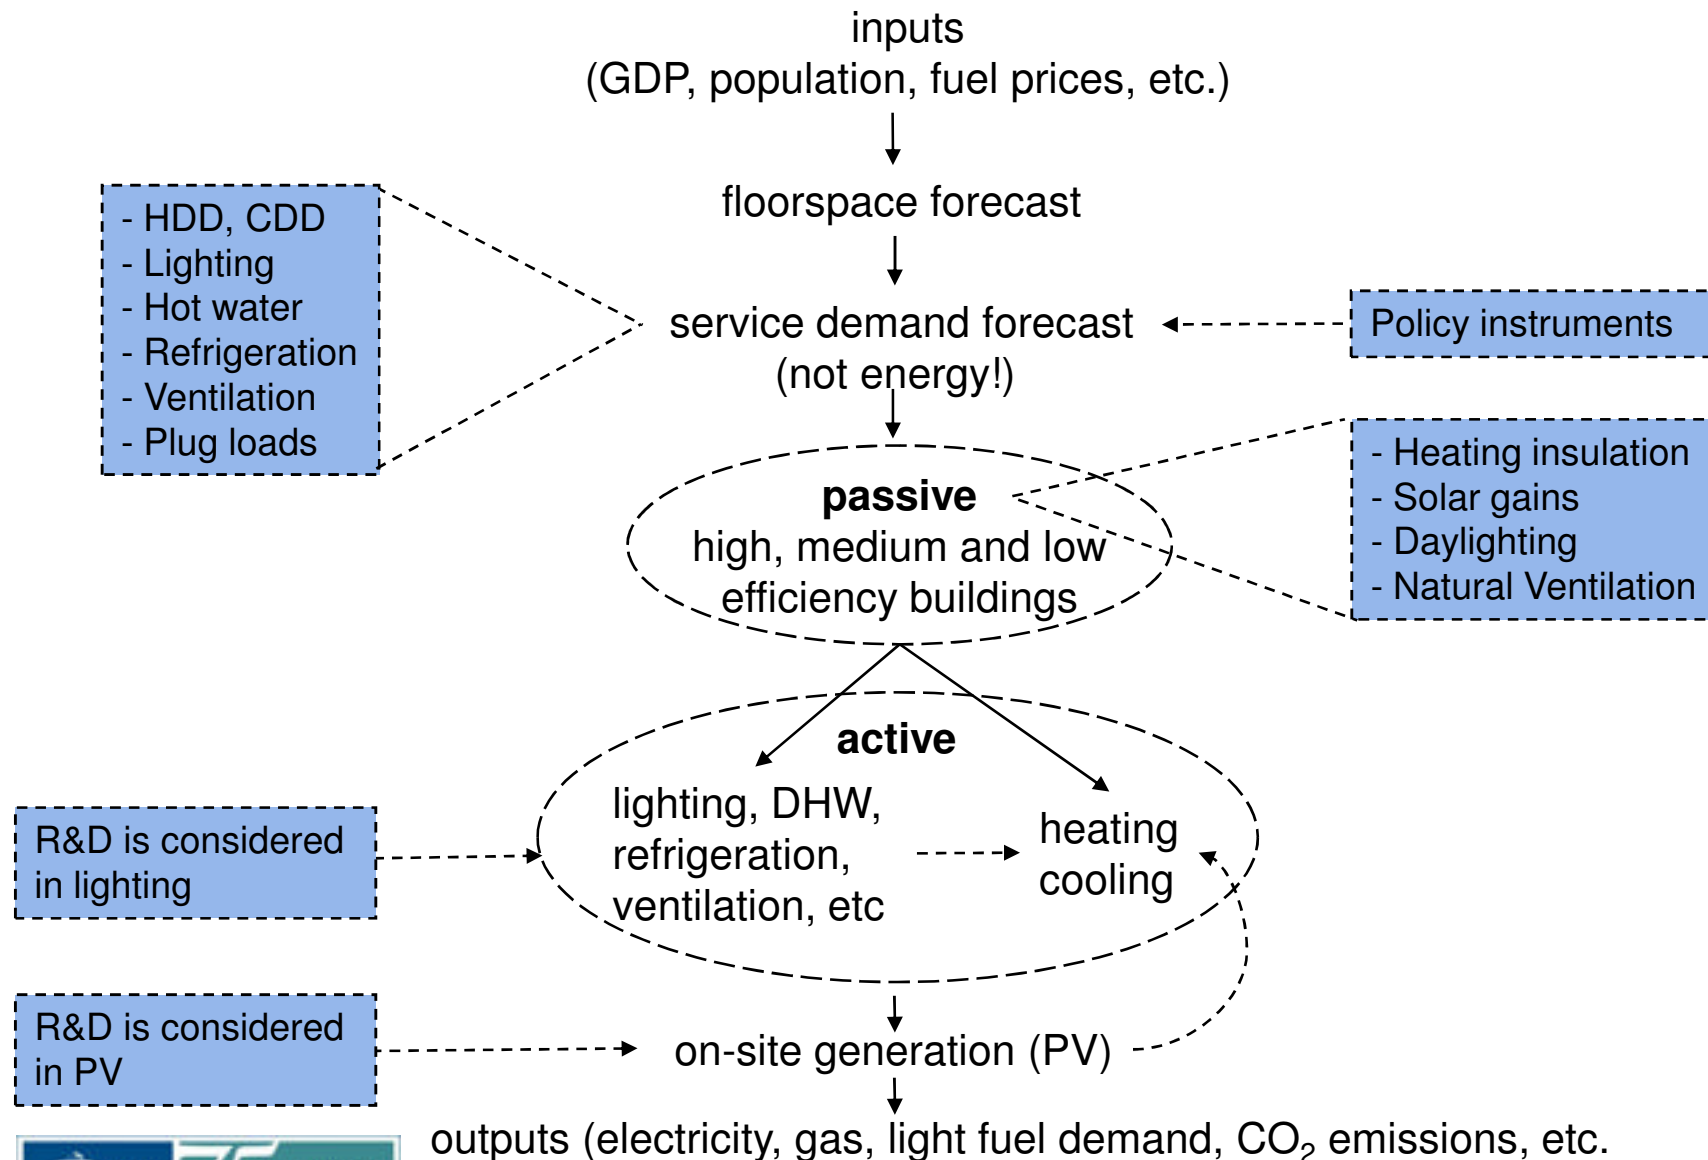 inputs
(GDP, population, fuel prices, etc.)
floorspace forecast
- HDD, CDD
- Lighting
- Hot water
- Refrigeration
- Ventilation
- Plug loads
service demand forecast
(not energy!)
Policy instruments
passive
high, medium and low
efficiency buildings
- Heating insulation
- Solar gains
- Daylighting
- Natural Ventilation
active
lighting, DHW,
refrigeration,
ventilation, etc
heating
cooling
R&D is considered
in lighting
R&D is considered
in PV
on-site generation (PV)
outputs (electricity, gas, light fuel demand, CO₂ emissions, etc.